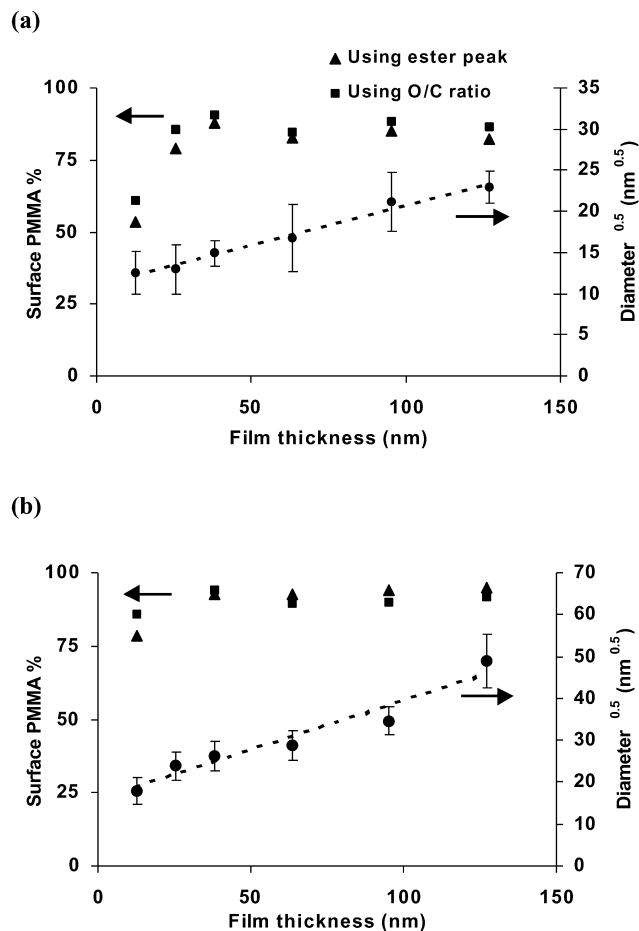 (a)
Using ester peak
Using O/C ratio
100
75
50
25
0
Surface PMMA %
35
30
25
20
15
10
5
0
Diameter 0.5 (nm 0.5)
0 50 100 150
Film thickness (nm)
(b)
100
75
50
25
0
Surface PMMA %
70
60
50
40
30
20
10
0
Diameter 0.5 (nm 0.5)
0 50 100 150
Film thickness (nm)